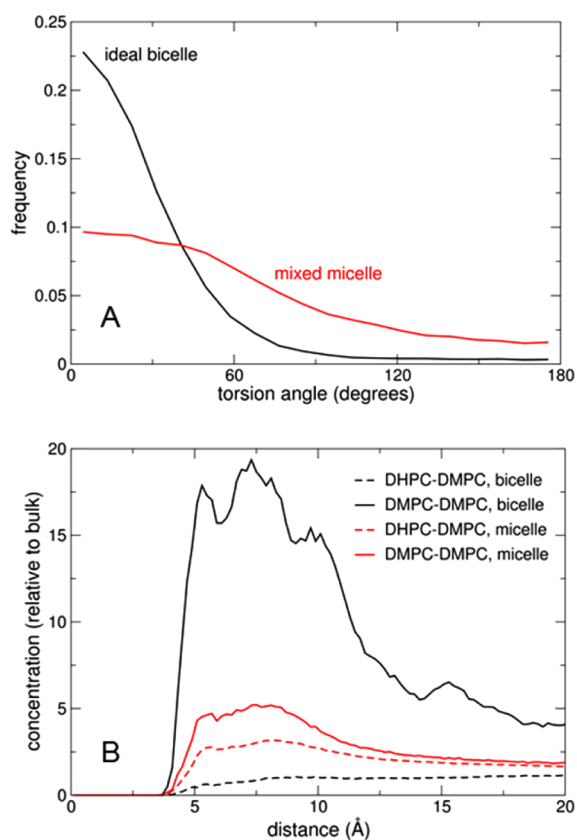 0.25
ideal bicelle
0.2
0.15
frequency
0.1
mixed micelle
0.05
A
0
0 60 120 180
torsion angle (degrees)
20
DHPC-DMPC, bicelle
DMPC-DMPC, bicelle
DHPC-DMPC, micelle
DMPC-DMPC, micelle
15
concentration (relative to bulk)
10
5
B
0
0 5 10 15 20
distance (Å)